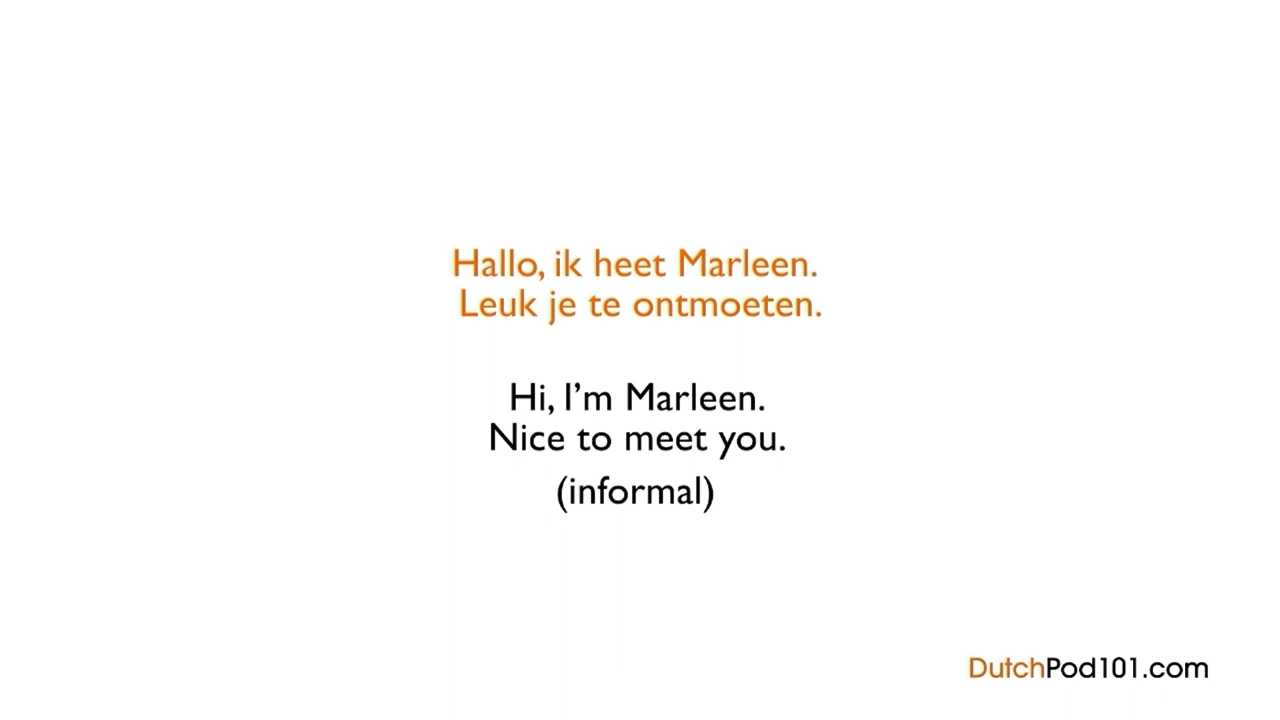 Hallo, ik heet Marleen.
Leuk je te ontmoeten.
Hi, I'm Marleen.
Nice to meet you.
(informal)
DutchPod101.com